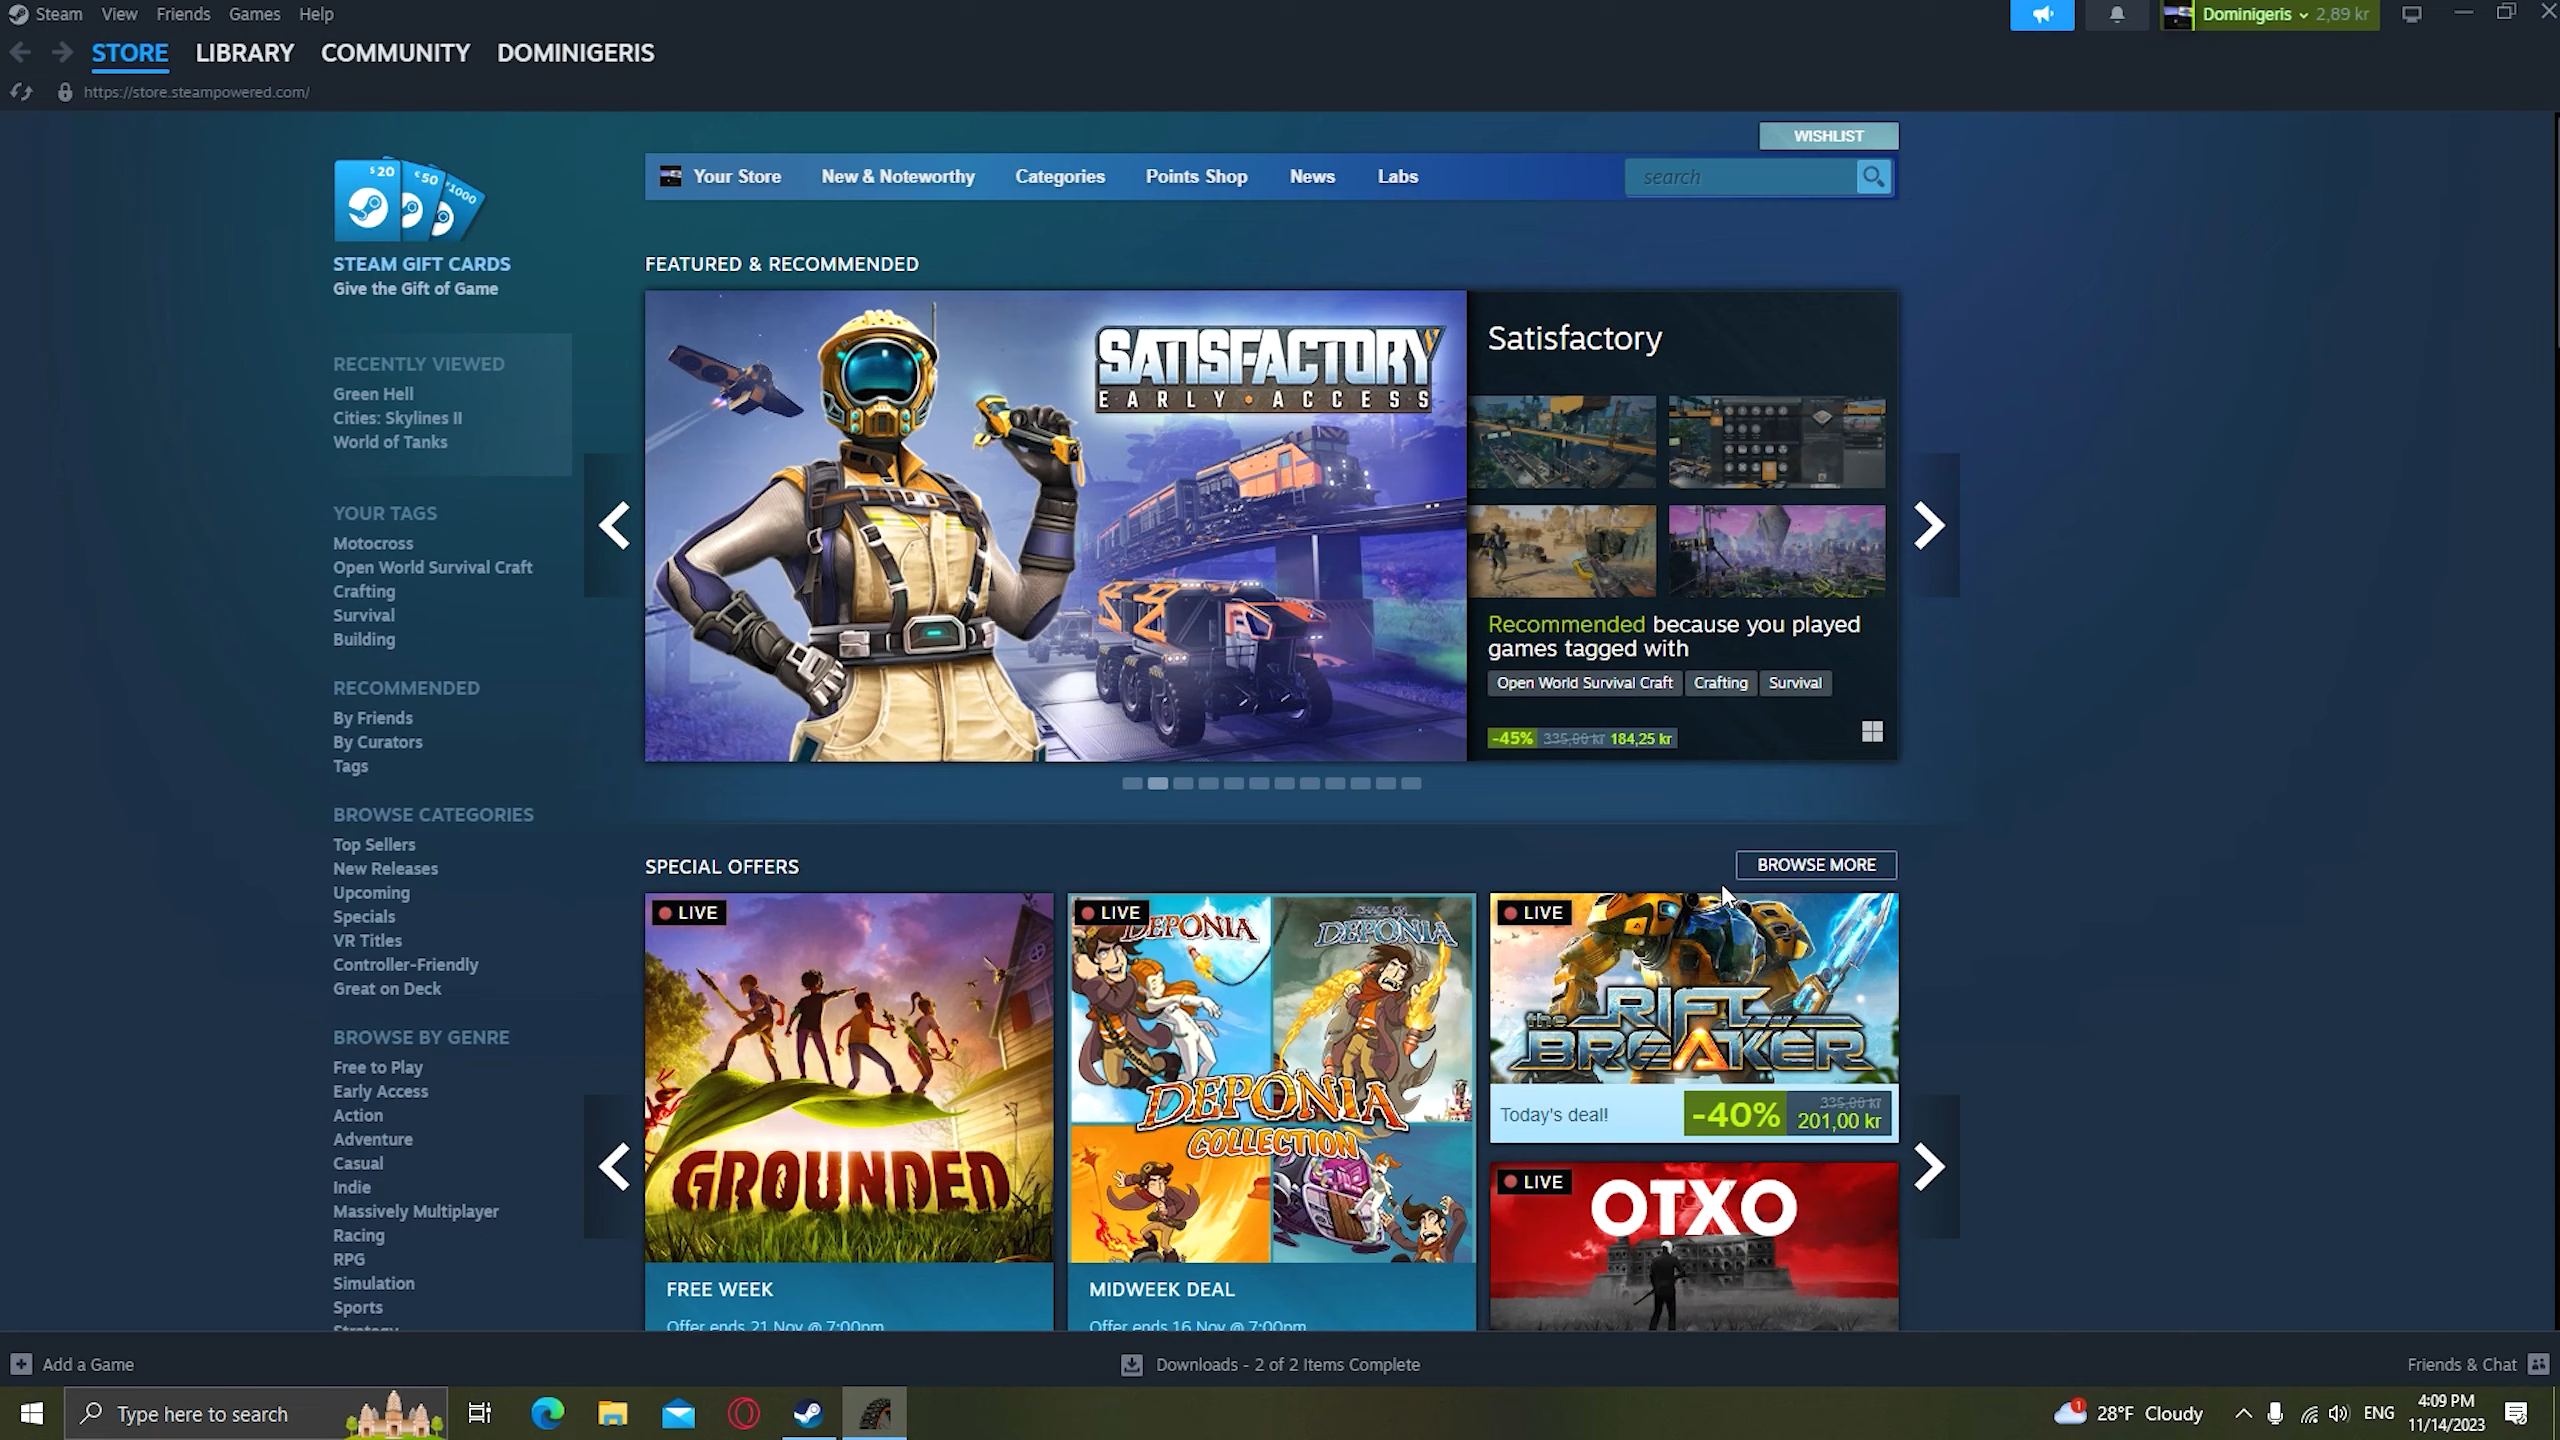 Steam View Friends Games Help
Dominigeris 2,89 kr
STORE LIBRARY COMMUNITY DOMINIGERIS
https://store.steampowered.com/
WISHLIST
$20 €50 ¥1000
Your Store New & Noteworthy Categories Points Shop News Labs search
STEAM GIFT CARDS
Give the Gift of Game
RECENTLY VIEWED
Green Hell
Cities: Skylines II
World of Tanks
YOUR TAGS
Motocross
Open World Survival Craft
Crafting
Survival
Building
RECOMMENDED
By Friends
By Curators
Tags
BROWSE CATEGORIES
Top Sellers
New Releases
Upcoming
Specials
VR Titles
Controller-Friendly
Great on Deck
BROWSE BY GENRE
Free to Play
Early Access
Action
Adventure
Casual
Indie
Massively Multiplayer
Racing
RPG
Simulation
Sports
Strategy
FEATURED & RECOMMENDED
SATISFACTORY
EARLY ACCESS
Satisfactory
Recommended because you played
games tagged with
Open World Survival Craft Crafting Survival
-45% 335,00 kr 184,25 kr
SPECIAL OFFERS
BROWSE MORE
LIVE
GROUNDED
FREE WEEK
Offer ends 21 Nov @ 7:00pm
LIVE
DEPONIA
CHAOS ON
DEPONIA
DEPONIA
COLLECTION
MIDWEEK DEAL
Offer ends 16 Nov @ 7:00pm
LIVE
the RIFT
BREAKER
Today's deal! -40% 335,00 kr
201,00 kr
LIVE
OTXO
Add a Game
Downloads - 2 of 2 Items Complete
Friends & Chat
Type here to search
1
28°F Cloudy
ENG
4:09 PM
11/14/2023